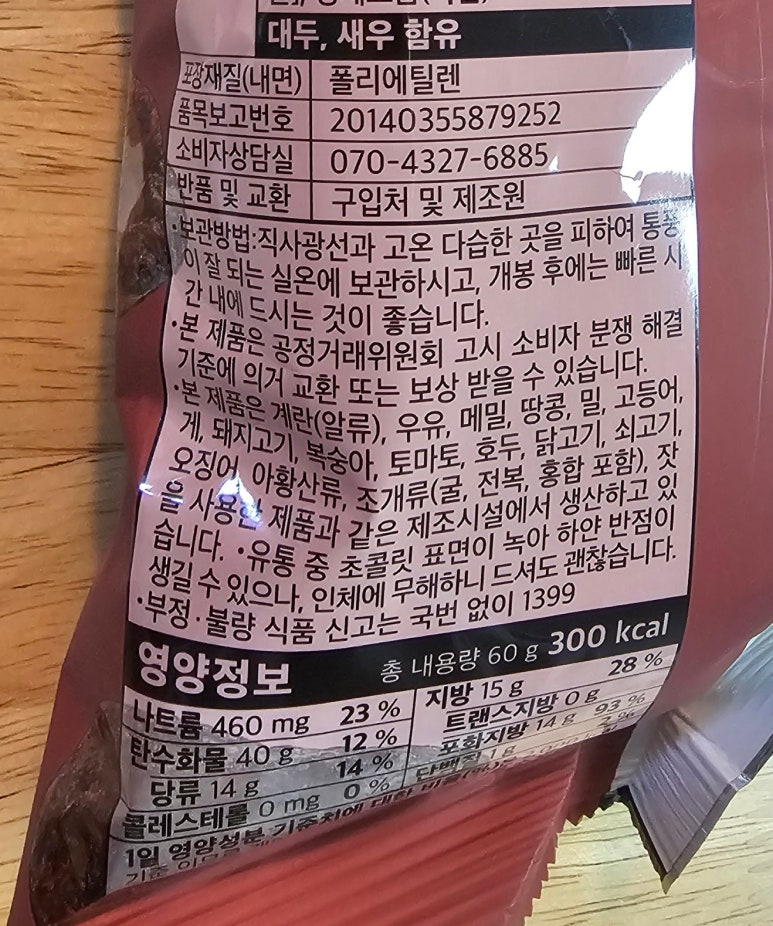 대두, 새우 함유
포장재질(내면) 폴리에틸렌
품목보고번호 20140355879252
소비자상담실 070-4327-6885
반품 및 교환 구입처 및 제조원
·보관방법:직사광선과 고온 다습한 곳을 피하여 통풍
이 잘 되는 실온에 보관하시고, 개봉 후에는 빠른 시
간 내에 드시는 것이 좋습니다.
·본 제품은 공정거래위원회 고시 소비자 분쟁 해결
기준에 의거 교환 또는 보상 받을 수 있습니다.
·본 제품은 계란(알류), 우유, 메밀, 땅콩, 밀, 고등어,
게, 돼지고기, 복숭아, 토마토, 호두, 닭고기, 쇠고기,
오징어, 아황산류, 조개류(굴, 전복, 홍합 포함), 잣
을 사용한 제품과 같은 제조시설에서 생산하고 있
습니다. ·유통 중 초콜릿 표면이 녹아 하얀 반점이
생길 수 있으나, 인체에 무해하니 드셔도 괜찮습니다.
·부정·불량 식품 신고는 국번 없이 1399
영양정보 총 내용량 60 g 300 kcal
나트륨 460 mg 23 % 지방 15 g 28 %
탄수화물 40 g 12 % 트랜스지방 0 g
당류 14 g 14 % 포화지방 14 g 93 %
콜레스테롤 0 mg 0 % 단백질 1 g 2 %
1일 영양성분 기준치에 대한 비율(%)은